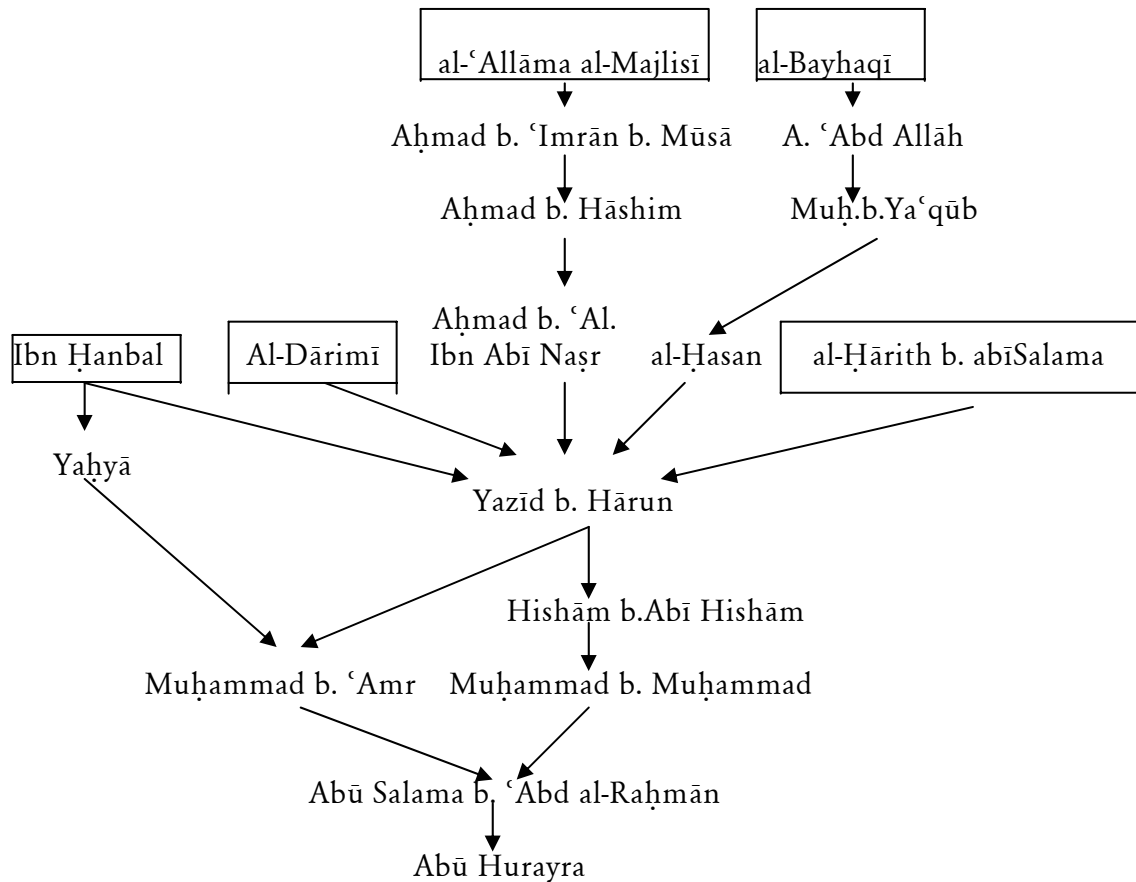 al-ʿAllāma al-Majlisī
al-Bayhaqī
Aḥmad b. ʿImrān b. Mūsā
A. ʿAbd Allāh
Aḥmad b. Hāshim
Muḥ.b.Yaʿqūb
Aḥmad b. ʿAl.
Ibn Abī Naṣr
Ibn Ḥanbal
Al-Dārimī
al-Ḥasan
al-Ḥārith b. abīSalama
Yaḥyā
Yazīd b. Hārun
Hishām b.Abī Hishām
Muḥammad b. ʿAmr
Muḥammad b. Muḥammad
Abū Salama b. ʿAbd al-Raḥmān
Abū Hurayra